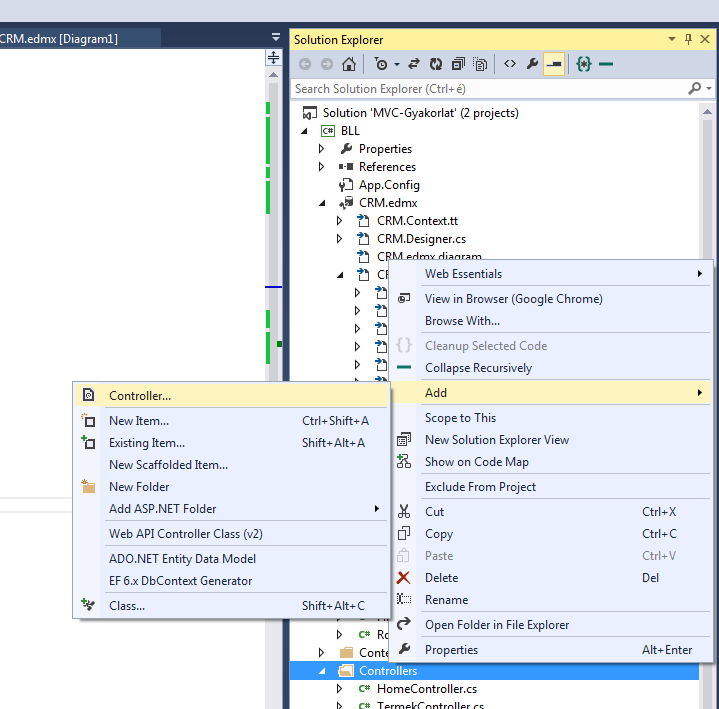 CRM.edmx [Diagram1]
Solution Explorer
Search Solution Explorer (Ctrl+é)
Solution 'MVC-Gyakorlat' (2 projects)
C# BLL
Properties
References
App.Config
CRM.edmx
CRM.Context.tt
CRM.Designer.cs
CRM.edmx.diagram
Web Essentials
View in Browser (Google Chrome)
Browse With...
Cleanup Selected Code
Collapse Recursively
Add
Scope to This
New Solution Explorer View
Show on Code Map
Exclude From Project
Cut Ctrl+X
Copy Ctrl+C
Paste Ctrl+V
Delete Del
Rename
Open Folder in File Explorer
Properties Alt+Enter
Controller...
New Item... Ctrl+Shift+A
Existing Item... Shift+Alt+A
New Scaffolded Item...
New Folder
Add ASP.NET Folder
Web API Controller Class (v2)
ADO.NET Entity Data Model
EF 6.x DbContext Generator
Class... Shift+Alt+C
C#
Controllers
C# HomeController.cs
C# TermekController.cs